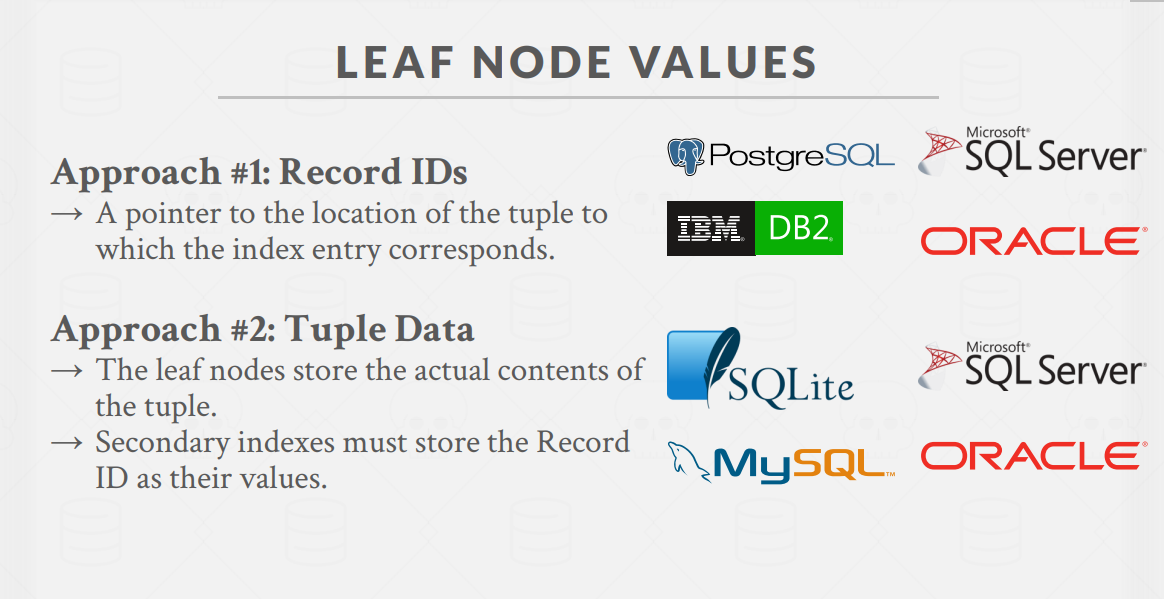 LEAF NODE VALUES
Approach #1: Record IDs
→ A pointer to the location of the tuple to
which the index entry corresponds.
PostgreSQL
Microsoft®
SQL Server®
IBM® DB2®
ORACLE®
Approach #2: Tuple Data
→ The leaf nodes store the actual contents of
the tuple.
→ Secondary indexes must store the Record
ID as their values.
SQLite
Microsoft®
SQL Server®
MySQL™
ORACLE®